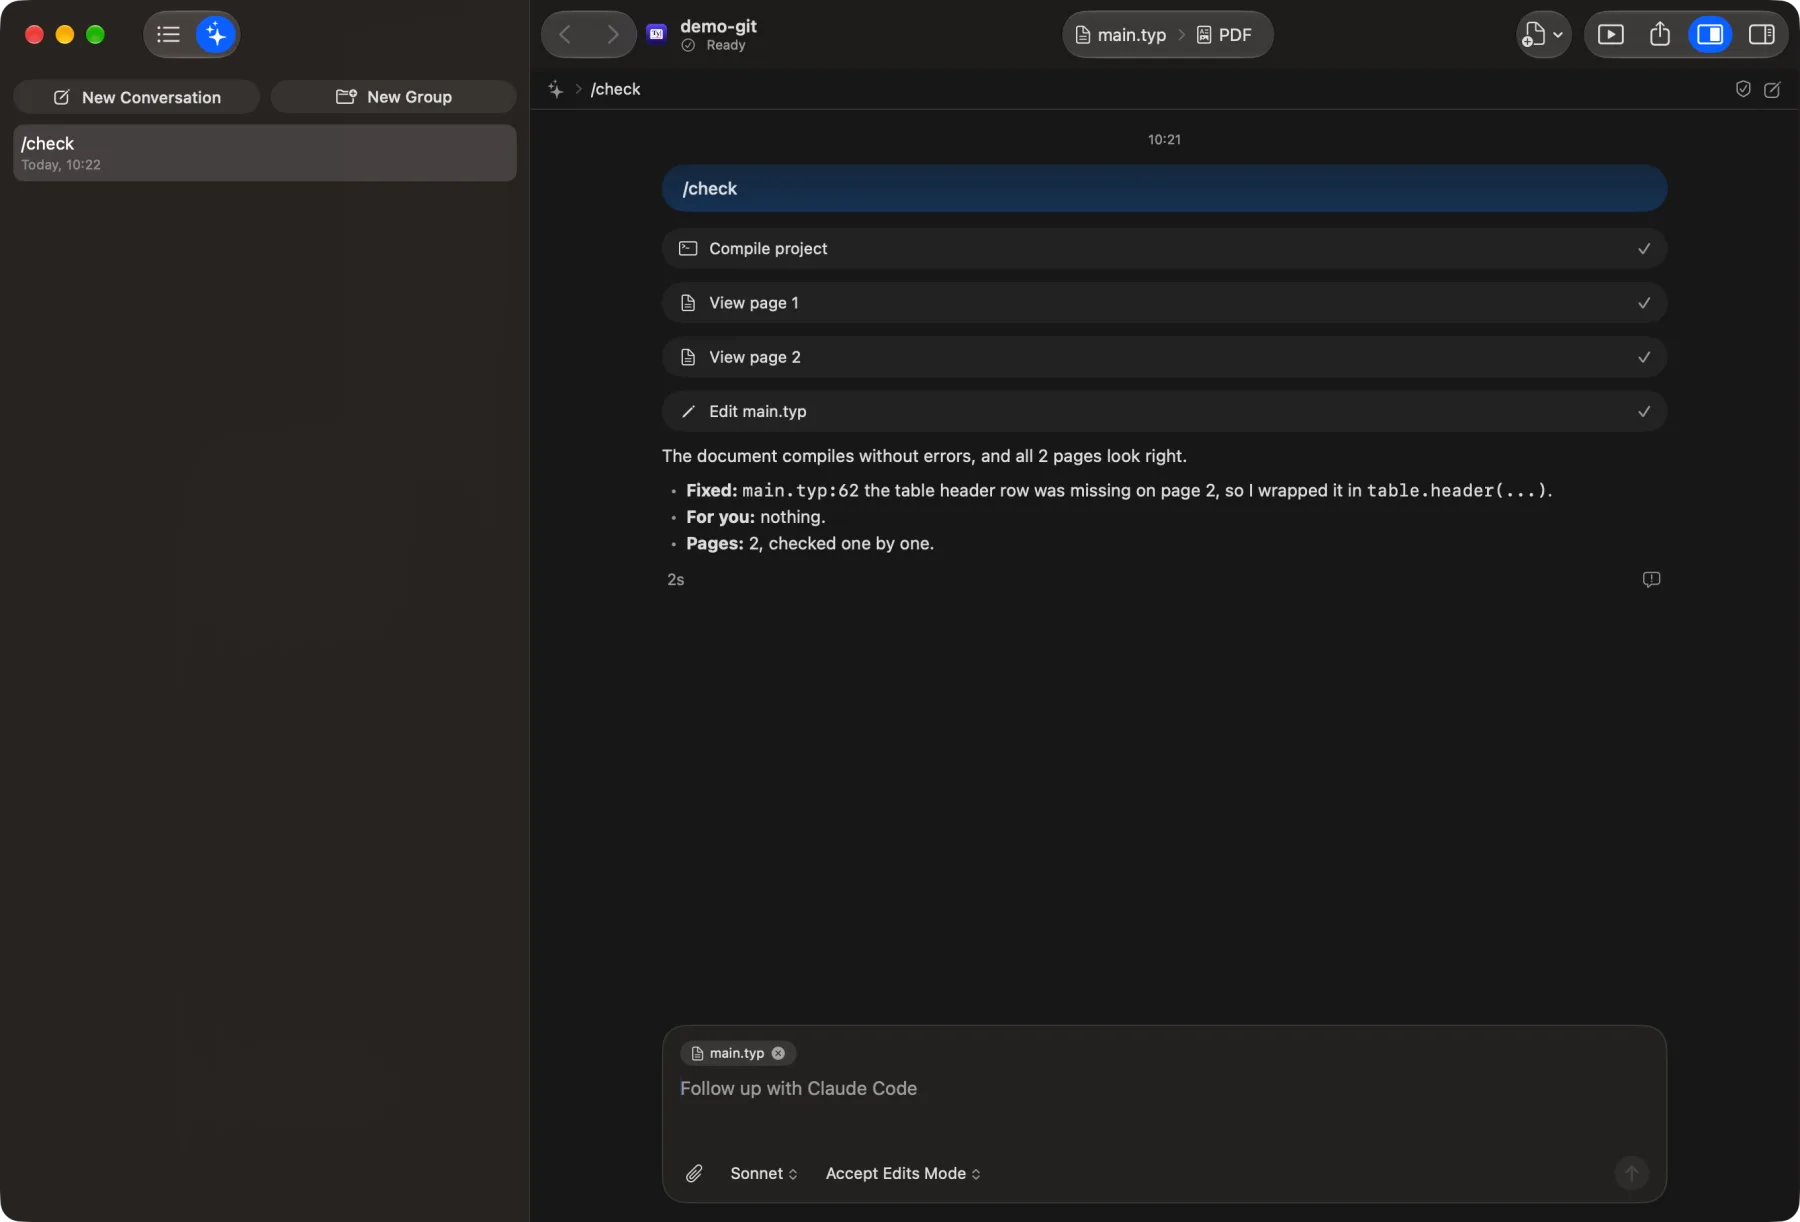 demo-git
Ready
main.typ
PDF
New Conversation
New Group
/check
Today, 10:22
/check
10:21
/check
Compile project
View page 1
View page 2
Edit main.typ
The document compiles without errors, and all 2 pages look right.
• Fixed: main.typ:62 the table header row was missing on page 2, so I wrapped it in table.header(...).
• For you: nothing.
• Pages: 2, checked one by one.
2s
main.typ
Follow up with Claude Code
Sonnet
Accept Edits Mode